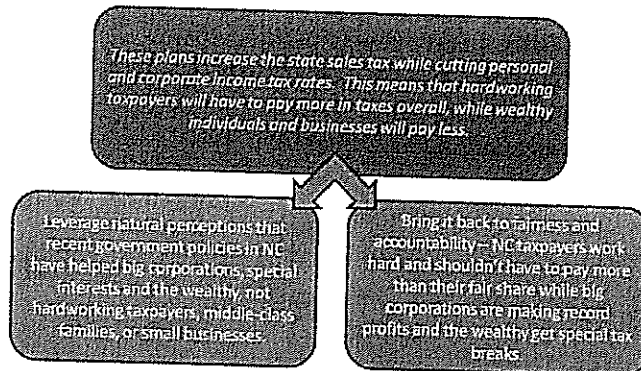 These plans increase the state sales tax while cutting personal
and corporate income tax rates. This means that hardworking
taxpayers will have to pay more in taxes overall, while wealthy
individuals and businesses will pay less.
Leverage natural perceptions that
recent government policies in NC
have helped big corporations, special
interests and the wealthy, not
hardworking taxpayers, middle-class
families, or small businesses.
Bring it back to fairness and
accountability – NC taxpayers work
hard and shouldn't have to pay more
than their fair share while big
corporations are making record
profits and the wealthy get special tax
breaks.